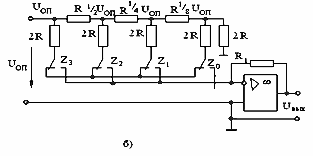 Uоп R 1/2Uоп R 1/4 Uоп R 1/8 Uоп
2R 2R 2R 2R 2R
Uоп Z3 Z2 Z1 Z0 R
∞
Uвых
б)